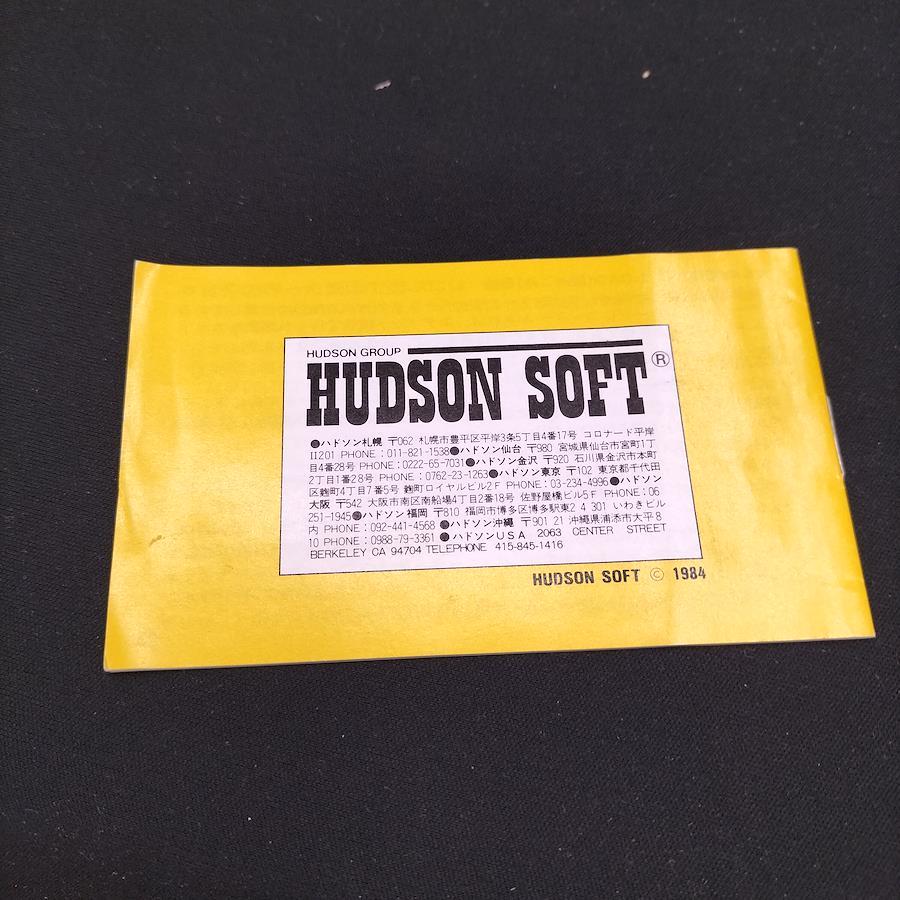 HUDSON GROUP
HUDSON SOFT®
●ハドソン札幌 〒062 札幌市豊平区平岸3条5丁目4番17号 コロナード平岸
II201 PHONE:011-821-1538●ハドソン仙台 〒980 宮城県仙台市宮町1丁
目4番28号 PHONE:0222-65-7031●ハドソン金沢 〒920 石川県金沢市本町
2丁目1番28号 PHONE:0762-23-1263●ハドソン東京 〒102 東京都千代田
区麹町4丁目7番5号 麹町ロイヤルビル2F PHONE:03-234-4996●ハドソン
大阪 〒542 大阪市南区南船場4丁目2番18号 佐野屋橋ビル5F PHONE:06
251-1945●ハドソン福岡 〒810 福岡市博多区博多駅東2 4 301 いわきビル
内 PHONE:092-441-4568●ハドソン沖縄 〒901 21 沖縄県浦添市大平8
10 PHONE:0988-79-3361●ハドソンUSA 2063 CENTER STREET
BERKELEY CA 94704 TELEPHONE 415-845-1416
HUDSON SOFT © 1984